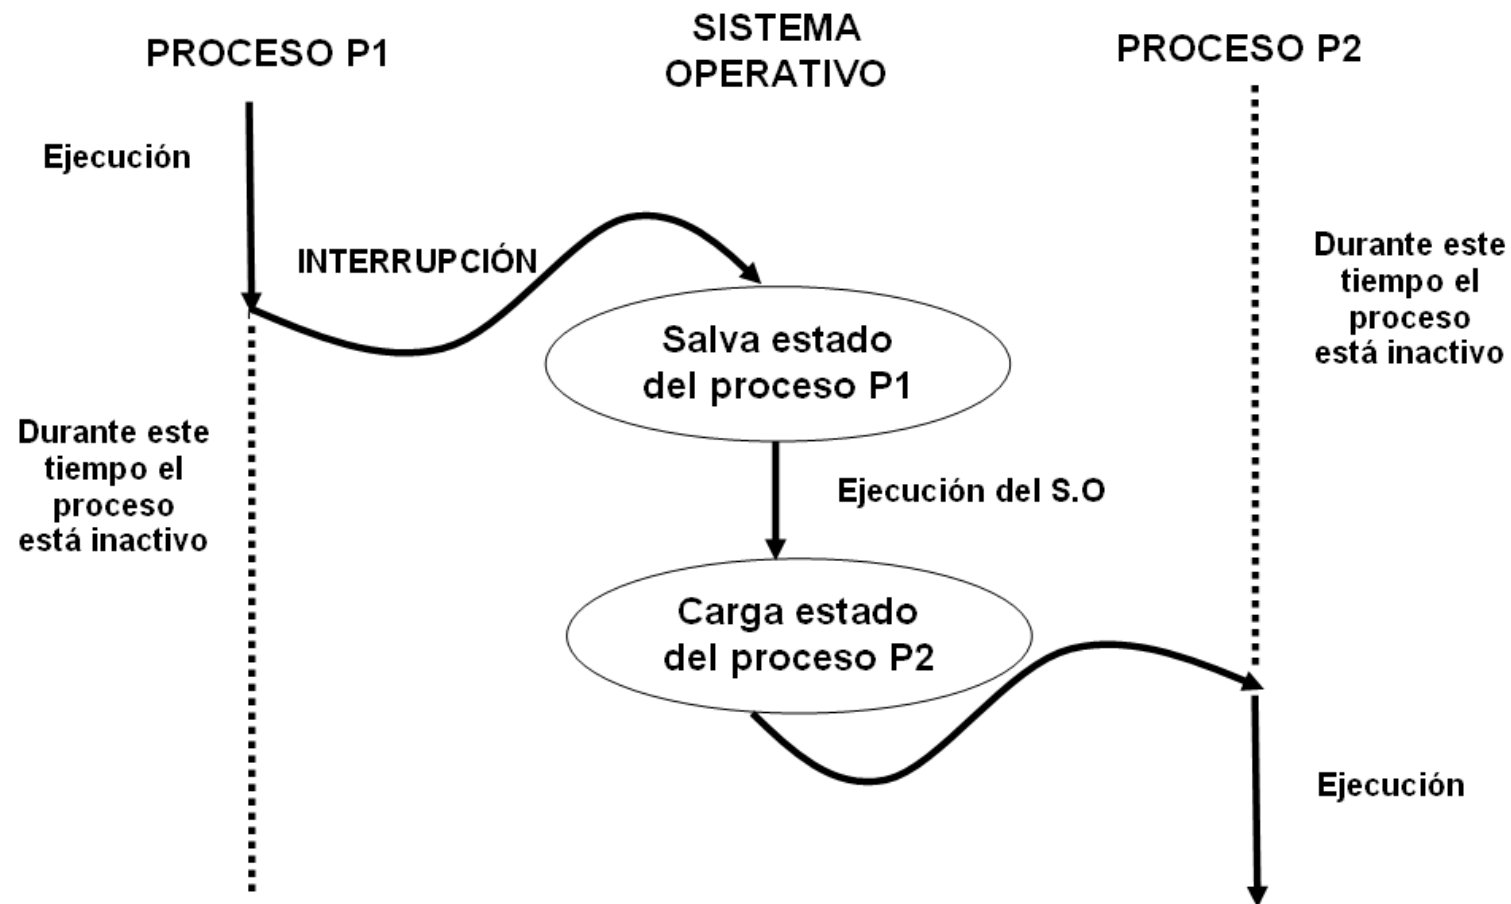 PROCESO P1
SISTEMA
OPERATIVO
PROCESO P2
Ejecución
INTERRUPCIÓN
Durante este
tiempo el
proceso
está inactivo
Salva estado
del proceso P1
Durante este
tiempo el
proceso
está inactivo
Ejecución del S.O
Carga estado
del proceso P2
Ejecución